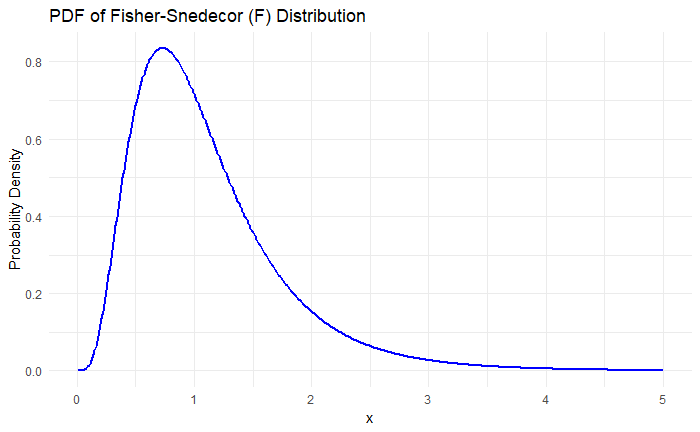 PDF of Fisher-Snedecor (F) Distribution
Probability Density
0.8
0.6
0.4
0.2
0.0
0 1 2 3 4 5
x